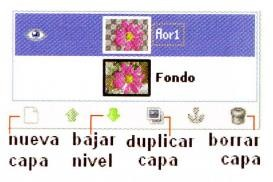 flor1
Fondo
nueva bajar duplicar borrar
capa nivel capa capa